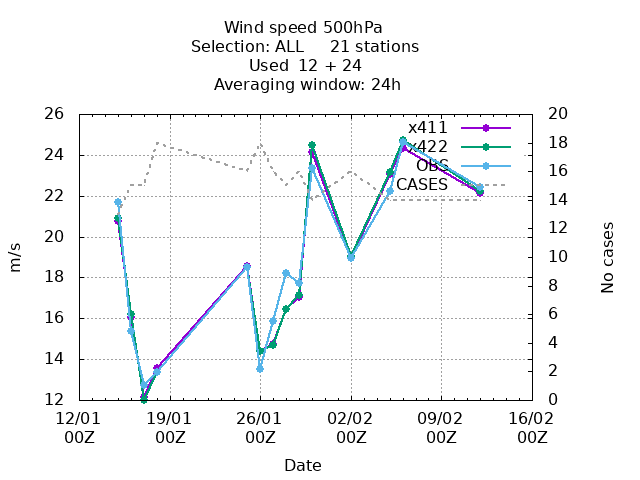 Wind speed 500hPa
Selection: ALL     21 stations
Used  12 + 24
Averaging window: 24h
26
24
22
20
18
16
14
12
m/s
20
18
16
14
12
10
8
6
4
2
0
No cases
x411
x422
OBS
CASES
12/01 19/01 26/01 02/02 09/02 16/02
00Z 00Z 00Z 00Z 00Z 00Z
Date